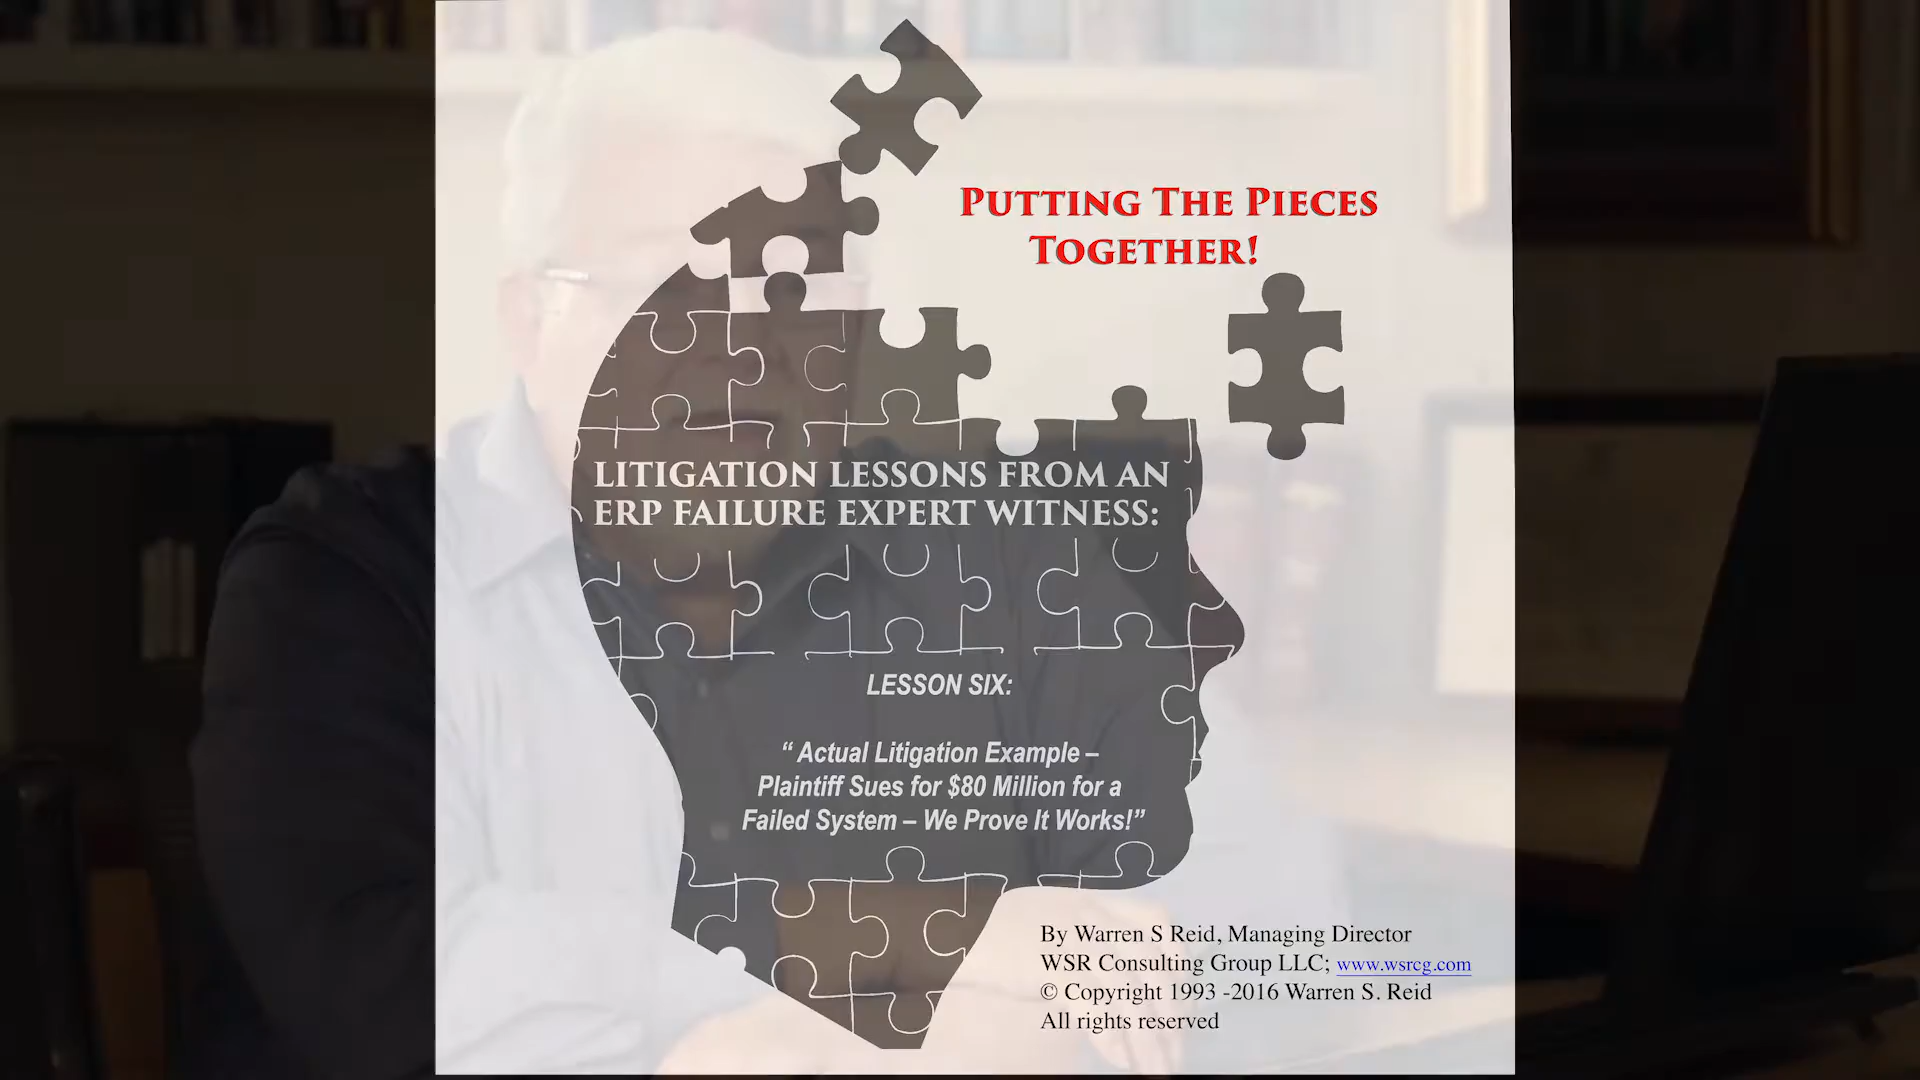 PUTTING THE PIECES
TOGETHER!
LITIGATION LESSONS FROM AN
ERP FAILURE EXPERT WITNESS:
LESSON SIX:
“ Actual Litigation Example –
Plaintiff Sues for $80 Million for a
Failed System – We Prove It Works!”
By Warren S Reid, Managing Director
WSR Consulting Group LLC; www.wsrcg.com
© Copyright 1993 -2016 Warren S. Reid
All rights reserved